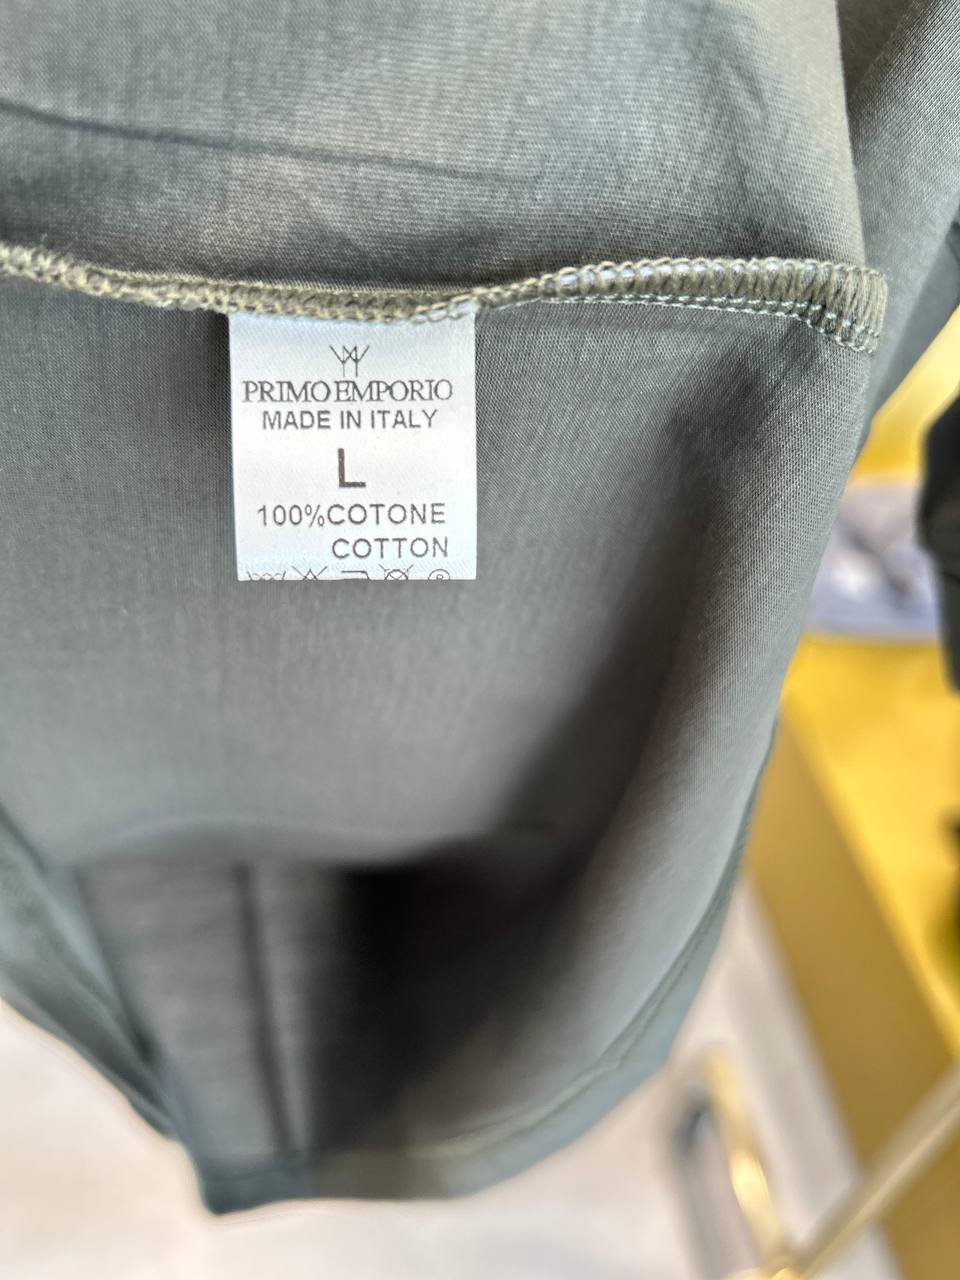 PRIMO EMPORIO
MADE IN ITALY
L
100%COTONE
COTTON